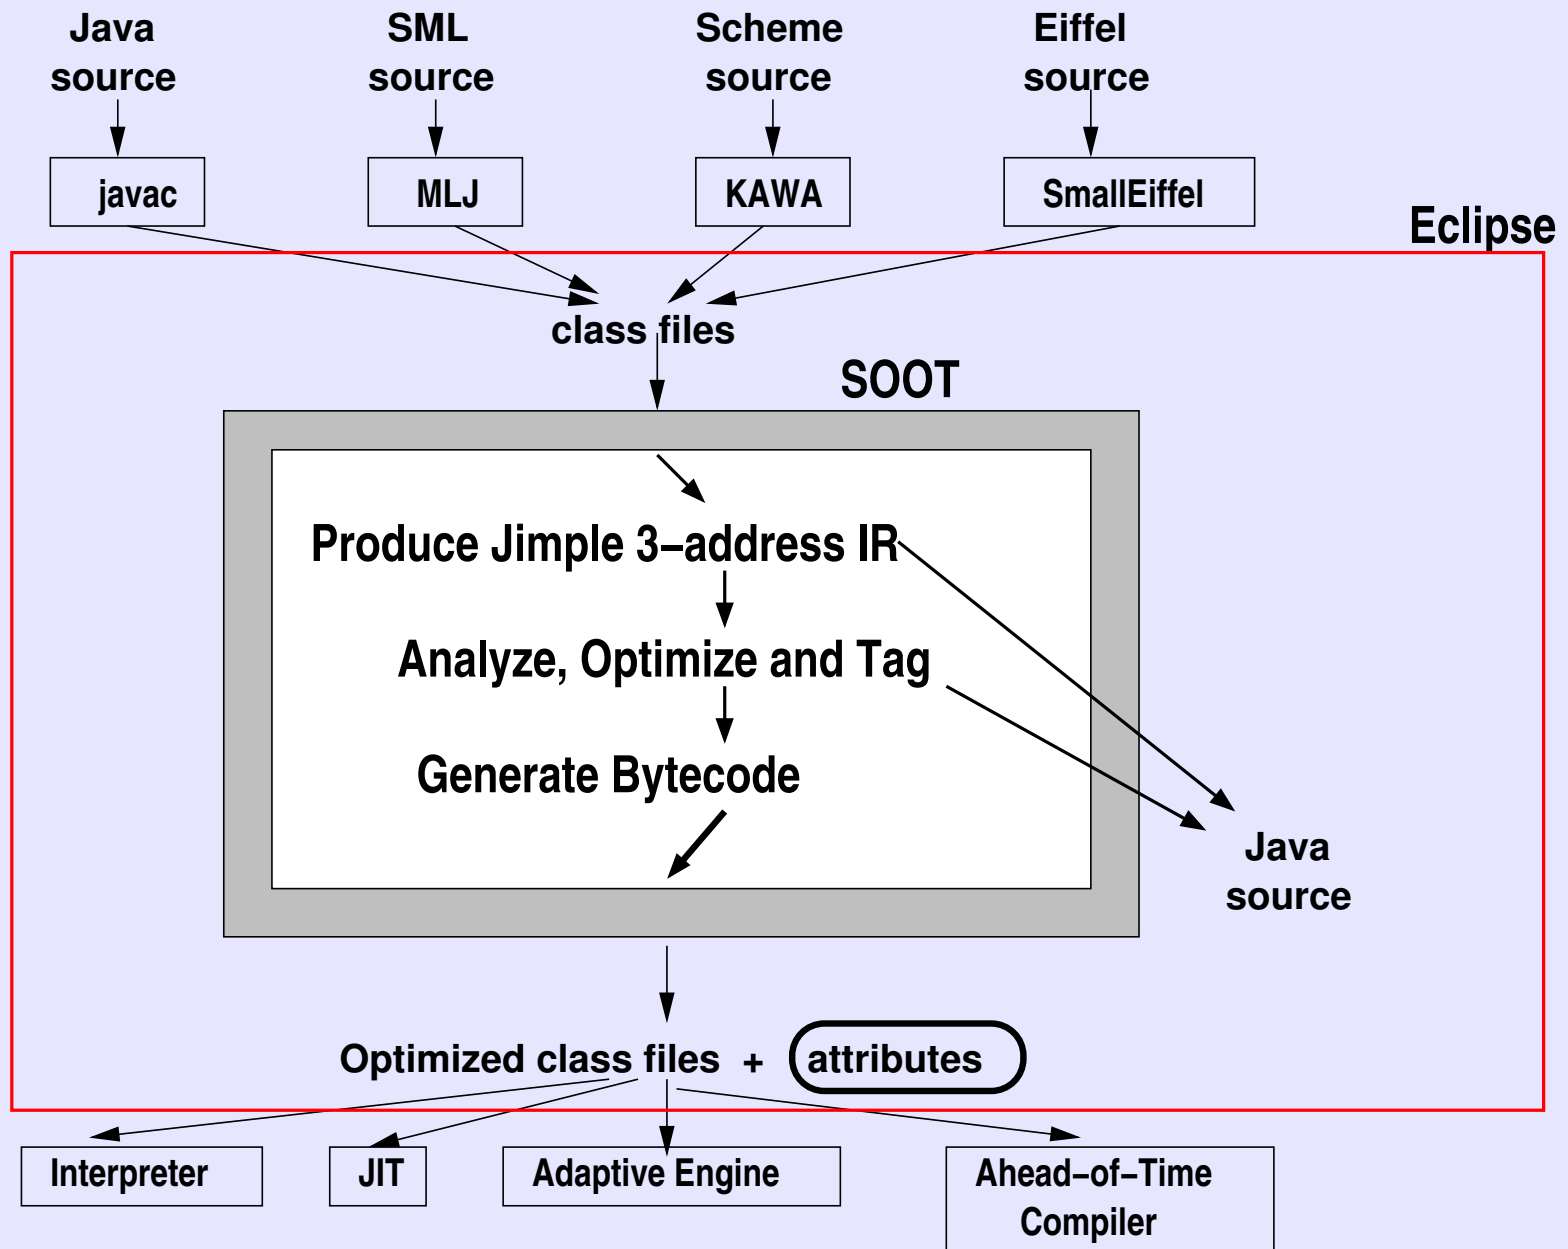 Java SML Scheme Eiffel
source source source source
javac MLJ KAWA SmallEiffel
Eclipse
class files
SOOT
Produce Jimple 3–address IR
Analyze, Optimize and Tag
Generate Bytecode
Java
source
Optimized class files + attributes
Interpreter JIT Adaptive Engine Ahead–of–Time
Compiler